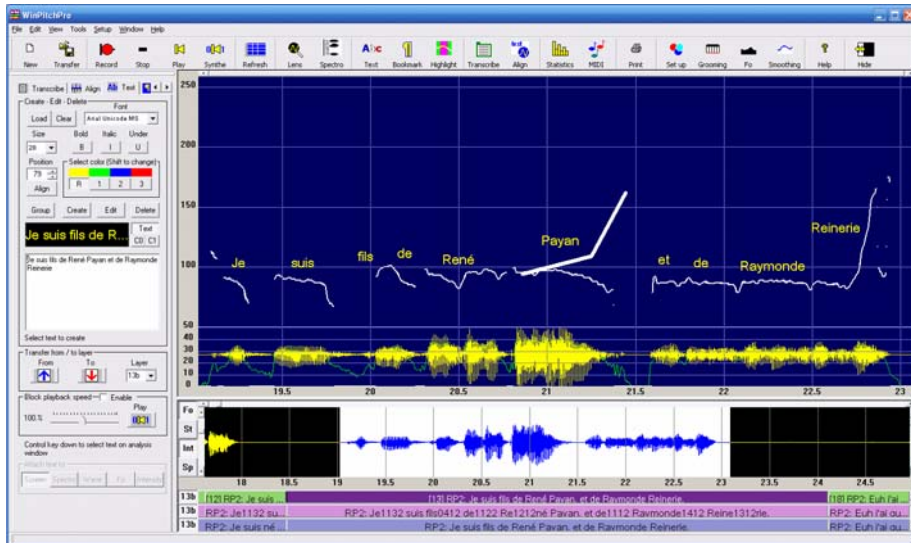 WinPitchPro
File Edit View Tools Setup Window Help
New Transfer Record Stop Play Synthe Refresh Lens Spectro Text Bookmark Highlight Transcribe Align Statistics MIDI Print Set up Grooming Fo Smoothing Help Hide
Transcribe Align Text
Create - Edit - Delete
Font
Load Clear Arial Unicode MS
Size Bold Italic Under
28 B I U
Position Select color (Shift to change)
79 R 1 2 3
Align
Group Create Edit Delete
Je suis fils de R... Text
C0 C1
Je suis fils de René Payan et de Raymonde
Reinerie
Select text to create
Transfer from / to layer
From To Layer
13b
Block playback speed Enable
100.% Play
Control key down to select text on analysis
window
250
200
150
100
50
40
30
20
10
0
Je suis fils de René Payan et de Raymonde Reinerie
19.5 20 20.5 21 21.5 22 22.5
Fo
St
Int
Sp
18 18.5 19 19.5 20 20.5 21 21.5 22 22.5 23 23.5 24 24.5
13b [12] RP2: Je suis ... [13] RP2: Je suis fils de René Payan. et de Raymonde Reinerie. [18] RP2: Euh l'ai q...
13b RP2: Je1132 su... RP2: Je1132 suis fils0412 de1122 Re1212né Payan. et de1112 Raymonde1412 Reine1312rie. RP2: Euh l'ai qu...
13b RP2: Je suis né ... RP2: Je suis fils de René Payan. et de Raymonde Reinerie. RP2: Euh l'ai qu...